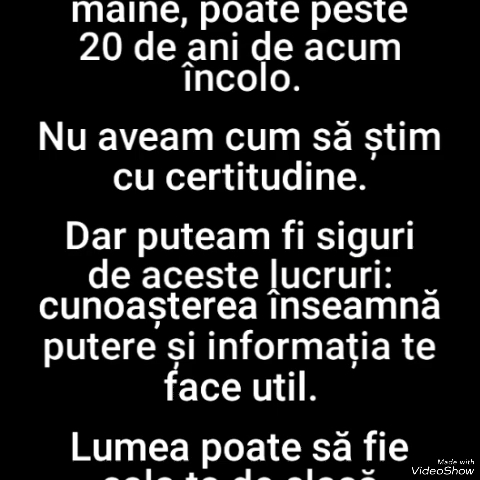 maine, poate peste
20 de ani de acum
încolo.
Nu aveam cum să știm
cu certitudine.
Dar puteam fi siguri
de aceste lucruri:
cunoașterea înseamnă
putere și informația te
face util.
Lumea poate să fie
Made with
VideoShow